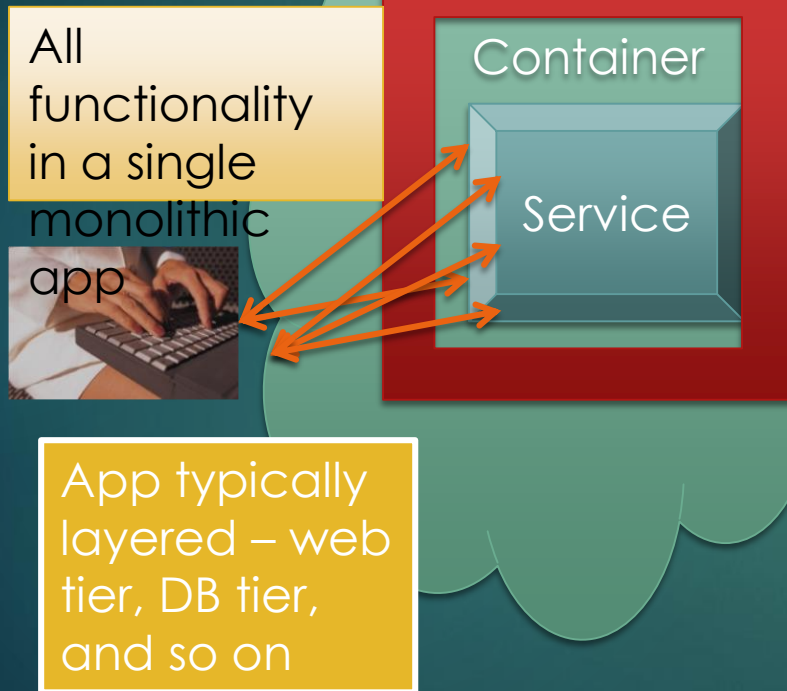 All
functionality
in a single
monolithic
app
Container
Service
App typically
layered – web
tier, DB tier,
and so on